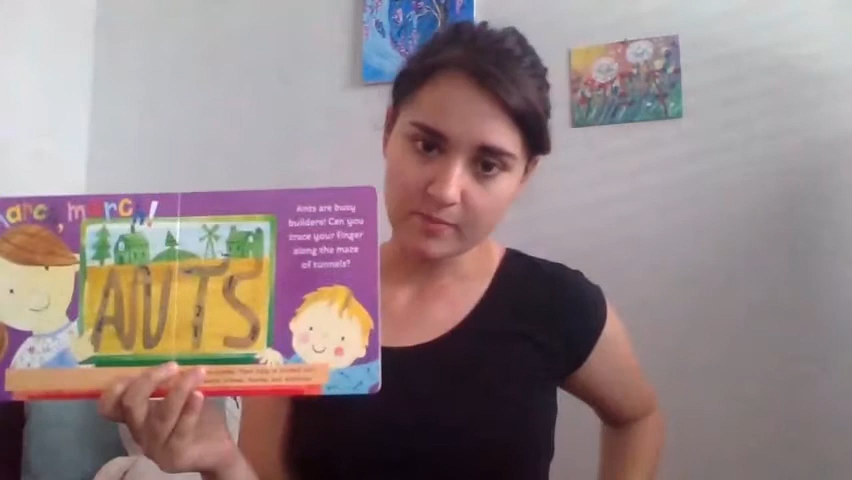 march, march!
Ants are busy
builders! Can you
trace your finger
along the maze
of tunnels?
ANTS